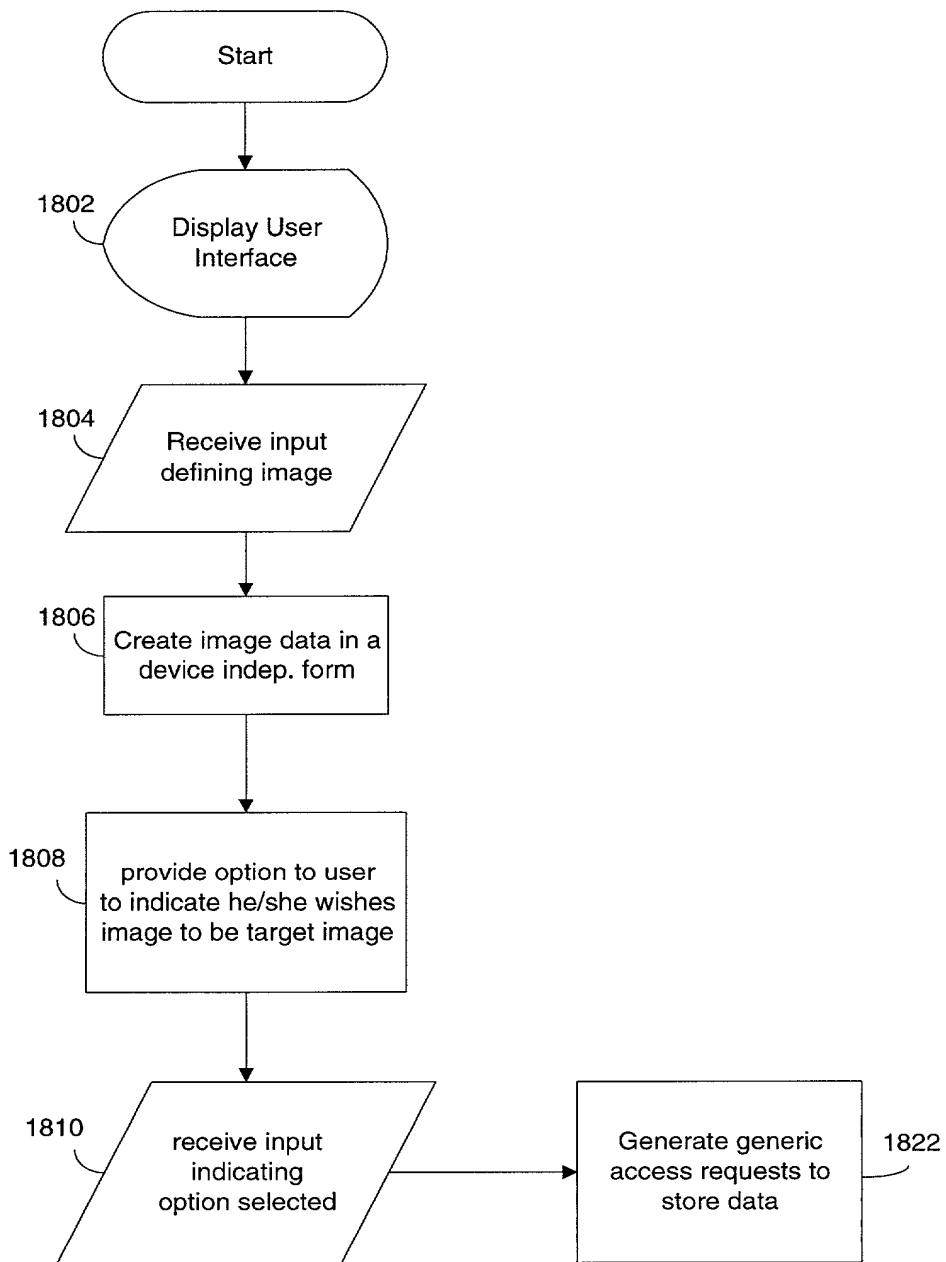 Start
1802
Display User
Interface
1804
Receive input
defining image
1806
Create image data in a
device indep. form
1808
provide option to user
to indicate he/she wishes
image to be target image
1810
receive input
indicating
option selected
Generate generic
access requests to
store data
1822